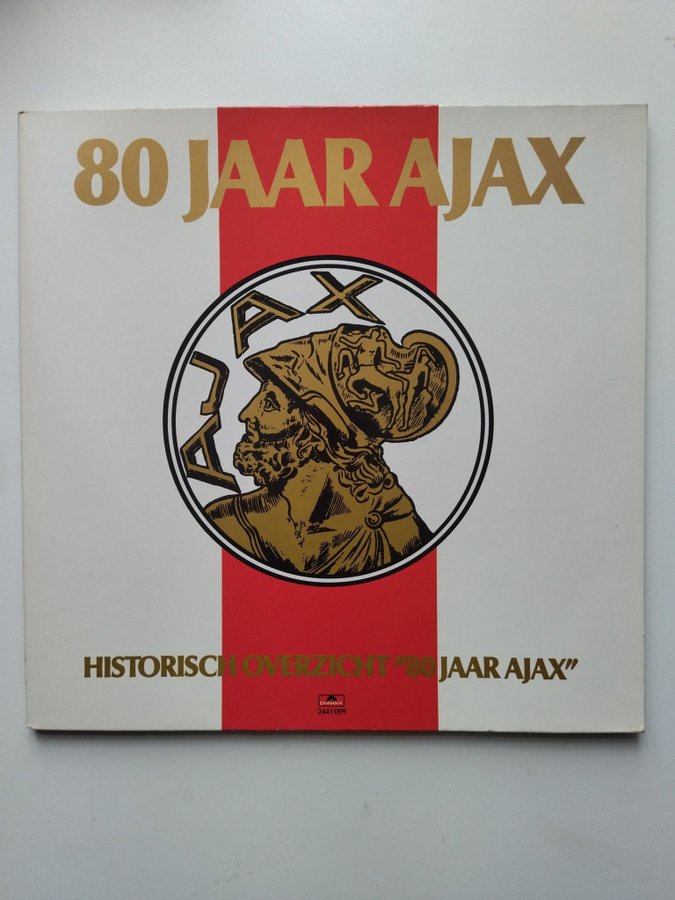 80 JAAR AJAX
AJAX
HISTORISCH OVERZICHT "80 JAAR AJAX"
2441 099